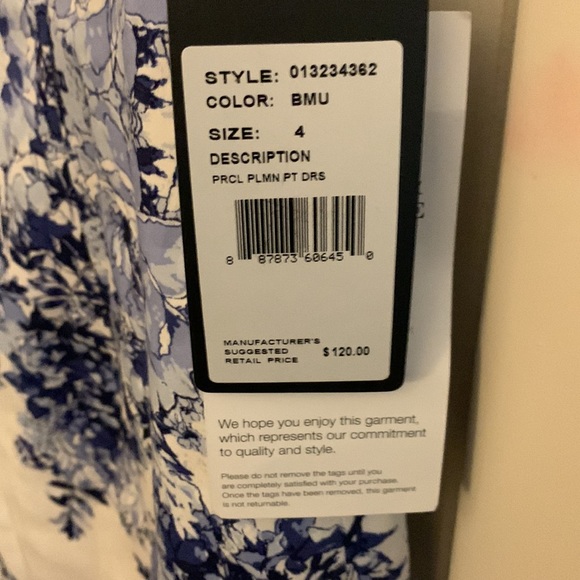 STYLE: 013234362
COLOR: BMU
SIZE: 4
DESCRIPTION
PRCL PLMN PT DRS
8 87873 60645 0
MANUFACTURER'S
SUGGESTED
RETAIL PRICE $120.00
We hope you enjoy this garment,
which represents our commitment
to quality and style.
Please do not remove the tags until you
are completely satisfied with your purchase.
Once the tags have been removed, this garment
is not returnable.